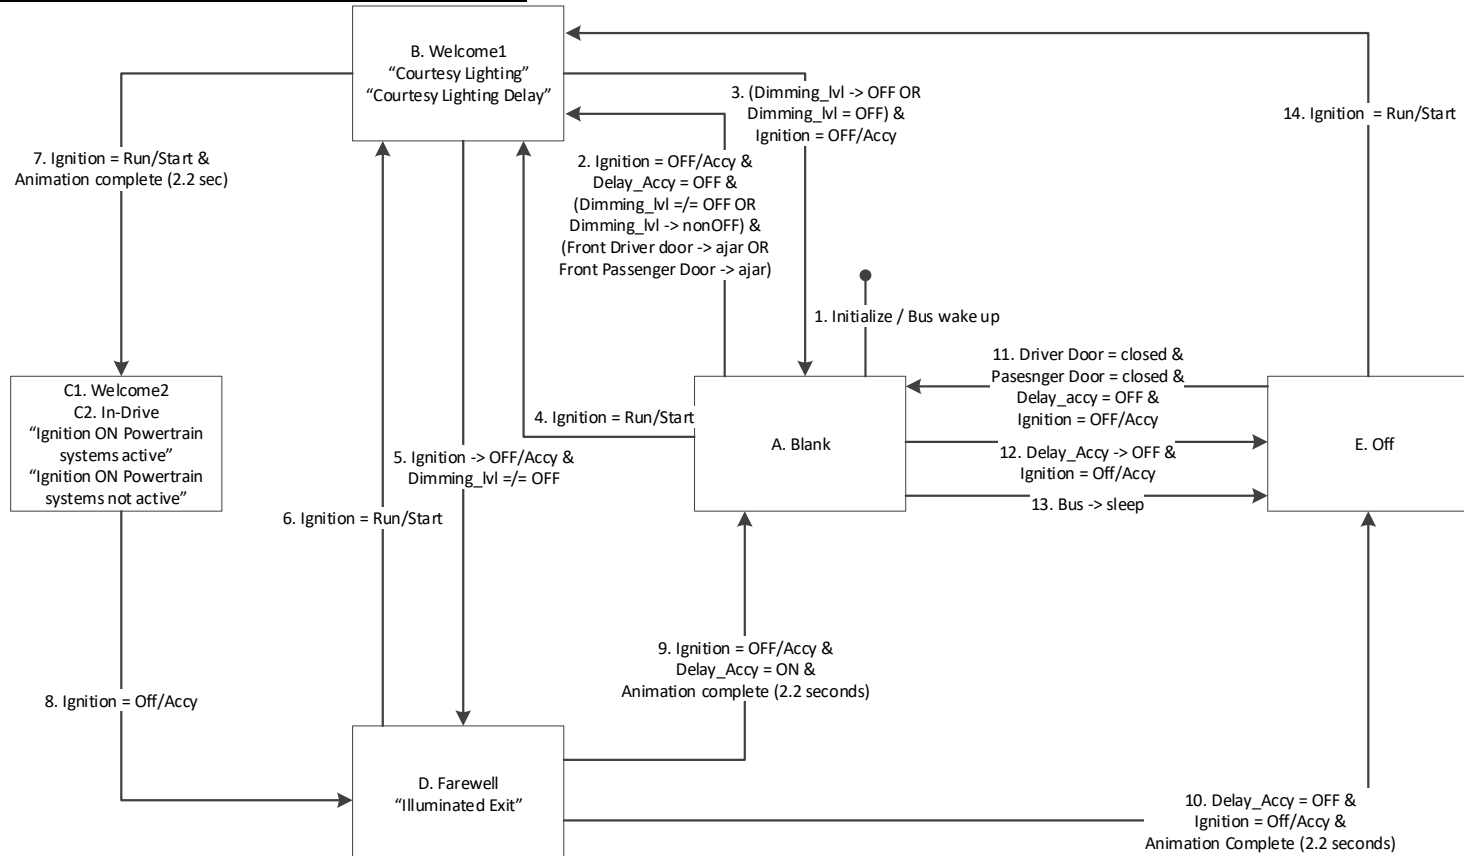 B. Welcome1
“Courtesy Lighting”
“Courtesy Lighting Delay”
3. (Dimming_lvl -> OFF OR
Dimming_lvl = OFF) &
Ignition = OFF/Accy
14. Ignition = Run/Start
7. Ignition = Run/Start &
Animation complete (2.2 sec)
2. Ignition = OFF/Accy &
Delay_Accy = OFF &
(Dimming_lvl =/= OFF OR
Dimming_lvl -> nonOFF) &
(Front Driver door -> ajar OR
Front Passenger Door -> ajar)
1. Initialize / Bus wake up
11. Driver Door = closed &
Pasesnger Door = closed &
Delay_accy = OFF &
Ignition = OFF/Accy
C1. Welcome2
C2. In-Drive
“Ignition ON Powertrain
systems active”
“Ignition ON Powertrain
systems not active”
4. Ignition = Run/Start
A. Blank
E. Off
12. Delay_Accy -> OFF &
Ignition = Off/Accy
5. Ignition -> OFF/Accy &
Dimming_lvl =/= OFF
13. Bus -> sleep
6. Ignition = Run/Start
9. Ignition = OFF/Accy &
Delay_Accy = ON &
Animation complete (2.2 seconds)
8. Ignition = Off/Accy
D. Farewell
“Illuminated Exit”
10. Delay_Accy = OFF &
Ignition = Off/Accy &
Animation Complete (2.2 seconds)